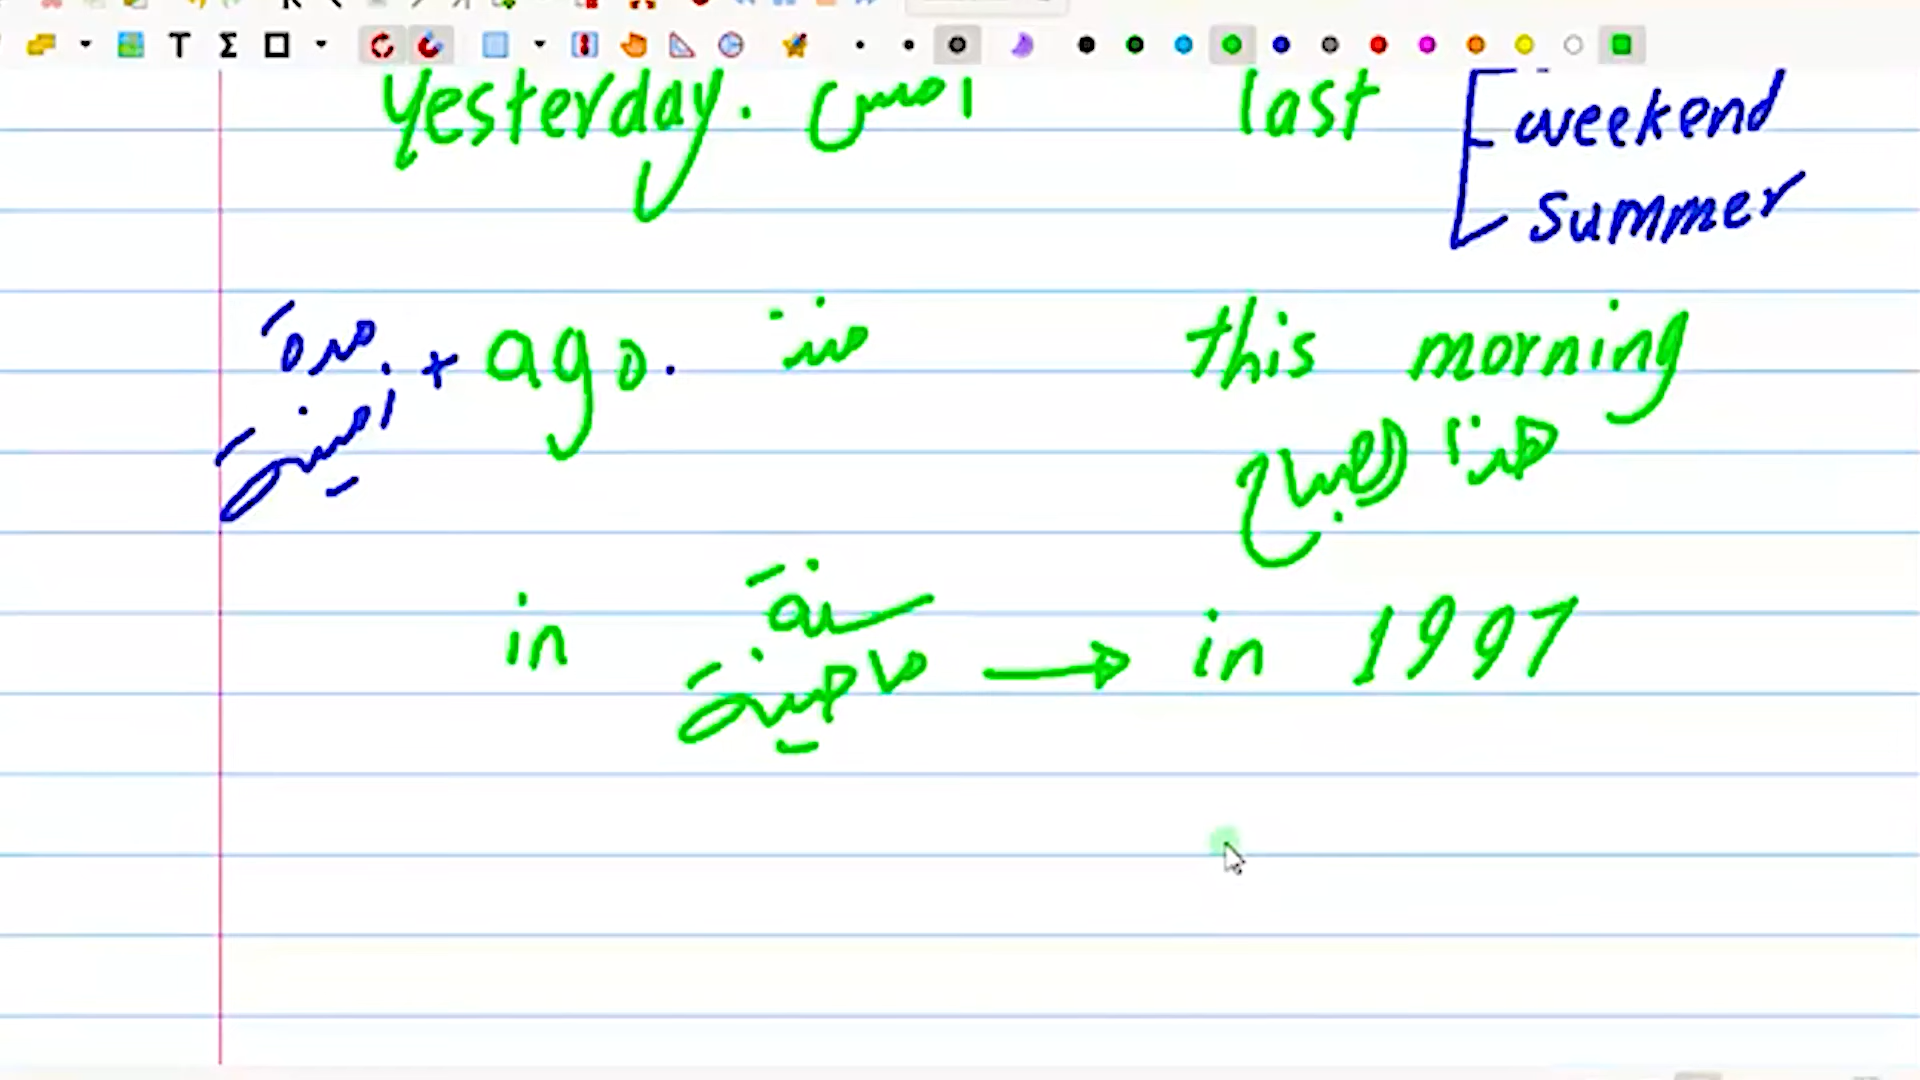 yesterday. امس last weekend
summer
مدة زمنية + ago. منذ this morning
هذا الصباح
in سنة ماضية → in 1997